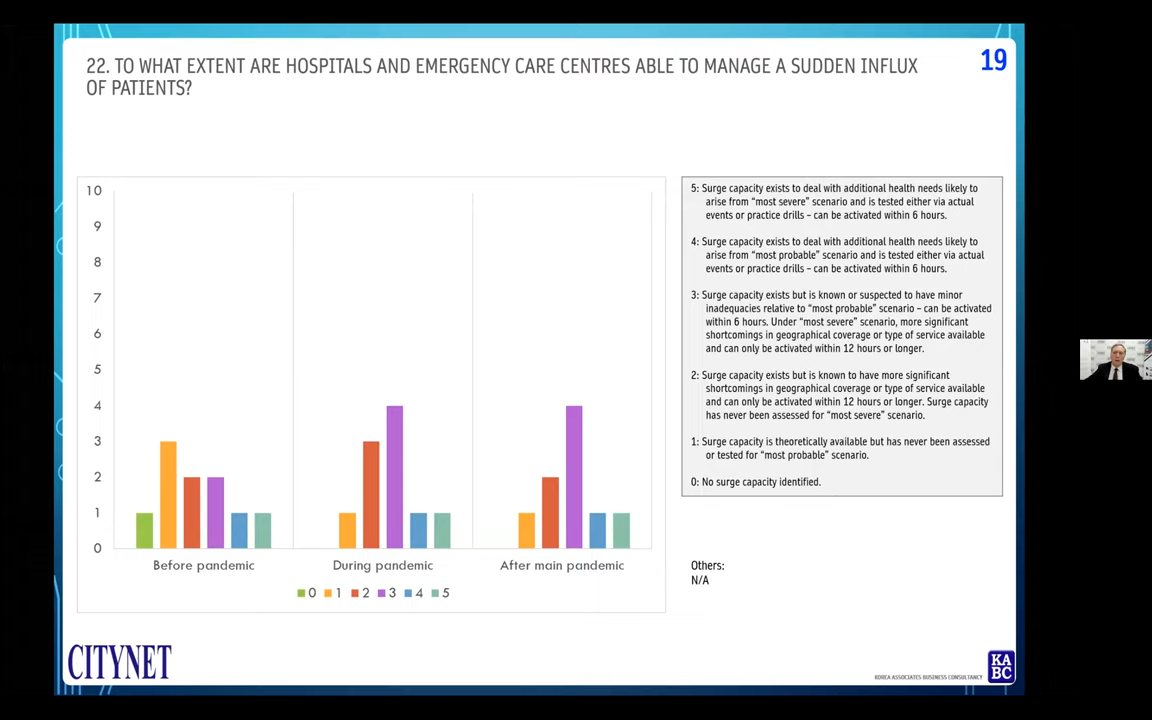 22. TO WHAT EXTENT ARE HOSPITALS AND EMERGENCY CARE CENTRES ABLE TO MANAGE A SUDDEN INFLUX
OF PATIENTS?
19
10
9
8
7
6
5
4
3
2
1
0
Before pandemic
During pandemic
After main pandemic
0 1 2 3 4 5
5: Surge capacity exists to deal with additional health needs likely to
arise from “most severe” scenario and is tested either via actual
events or practice drills – can be activated within 6 hours.
4: Surge capacity exists to deal with additional health needs likely to
arise from “most probable” scenario and is tested either via actual
events or practice drills – can be activated within 6 hours.
3: Surge capacity exists but is known or suspected to have minor
inadequacies relative to “most probable” scenario – can be activated
within 6 hours. Under “most severe” scenario, more significant
shortcomings in geographical coverage or type of service available
and can only be activated within 12 hours or longer.
2: Surge capacity exists but is known to have more significant
shortcomings in geographical coverage or type of service available
and can only be activated within 12 hours or longer. Surge capacity
has never been assessed for “most severe” scenario.
1: Surge capacity is theoretically available but has never been assessed
or tested for “most probable” scenario.
0: No surge capacity identified.
Others:
N/A
CITYNET
KOREA ASSOCIATES BUSINESS CONSULTANCY
KA
BC